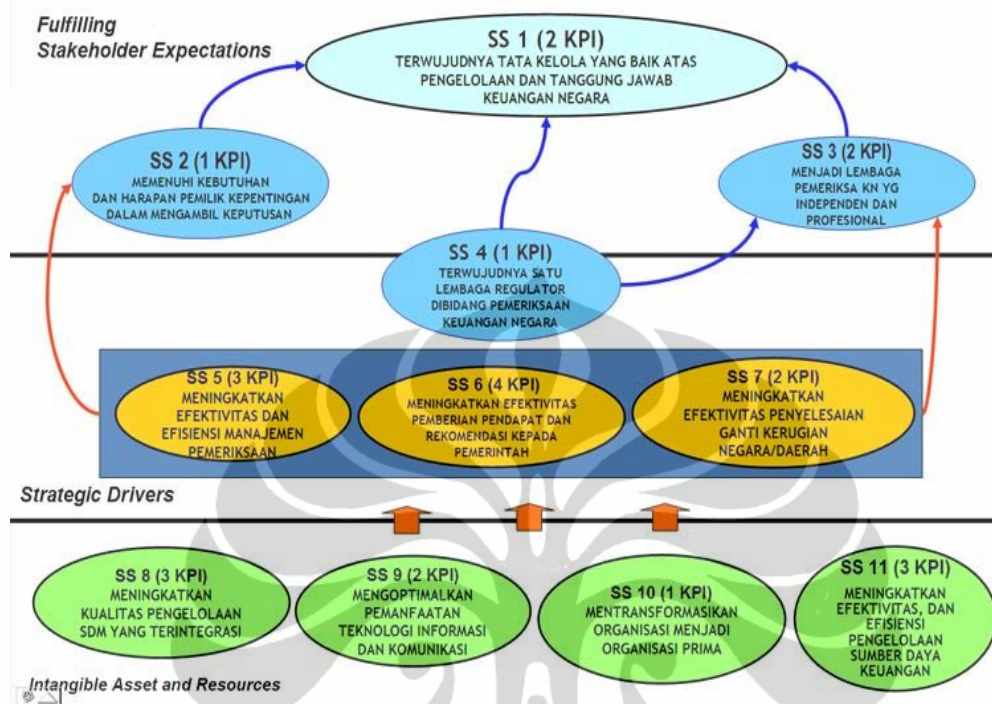 Fulfilling
Stakeholder Expectations
SS 1 (2 KPI)
TERWUJUDNYA TATA KELOLA YANG BAIK ATAS
PENGELOLAAN DAN TANGGUNG JAWAB
KEUANGAN NEGARA
SS 2 (1 KPI)
MEMENUHI KEBUTUHAN
DAN HARAPAN PEMILIK KEPENTINGAN
DALAM MENGAMBIL KEPUTUSAN
SS 3 (2 KPI)
MENJADI LEMBAGA
PEMERIKSA KN YG
INDEPENDEN DAN
PROFESIONAL
SS 4 (1 KPI)
TERWUJUDNYA SATU
LEMBAGA REGULATOR
DIBIDANG PEMERIKSAAN
KEUANGAN NEGARA
SS 5 (3 KPI)
MENINGKATKAN
EFEKTIVITAS DAN
EFISIENSI MANAJEMEN
PEMERIKSAAN
SS 6 (4 KPI)
MENINGKATKAN EFEKTIVITAS
PEMBERIAN PENDAPAT DAN
REKOMENDASI KEPADA
PEMERINTAH
SS 7 (2 KPI)
MENINGKATKAN
EFEKTIVITAS PENYELESAIAN
GANTI KERUGIAN
NEGARA/DAERAH
Strategic Drivers
SS 8 (3 KPI)
MENINGKATKAN
KUALITAS PENGELOLAAN
SDM YANG TERINTEGRASI
SS 9 (2 KPI)
MENGOPTIMALKAN
PEMANFAATAN
TEKNOLOGI INFORMASI
DAN KOMUNIKASI
SS 10 (1 KPI)
MENTRANSFORMASIKAN
ORGANISASI MENJADI
ORGANISASI PRIMA
SS 11 (3 KPI)
MENINGKATKAN
EFEKTIVITAS, DAN
EFISIENSI
PENGELOLAAN
SUMBER DAYA
KEUANGAN
Intangible Asset and Resources